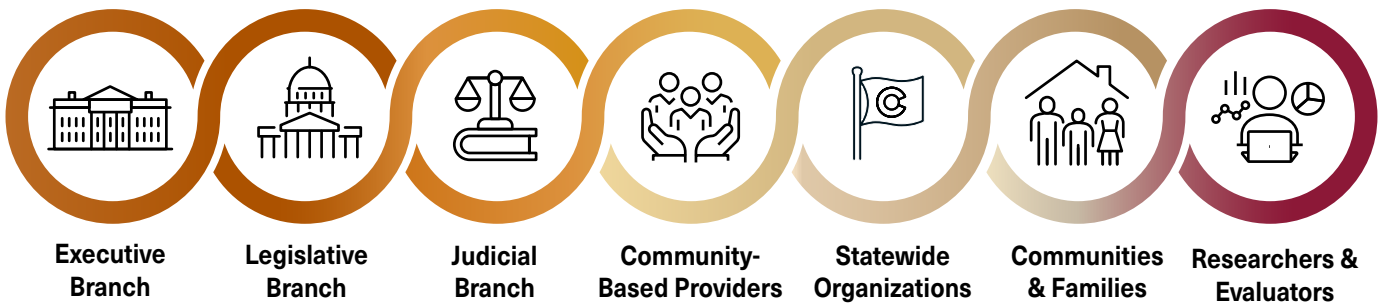 Executive
Branch
Legislative
Branch
Judicial
Branch
Community-
Based Providers
Statewide
Organizations
Communities
& Families
Researchers &
Evaluators